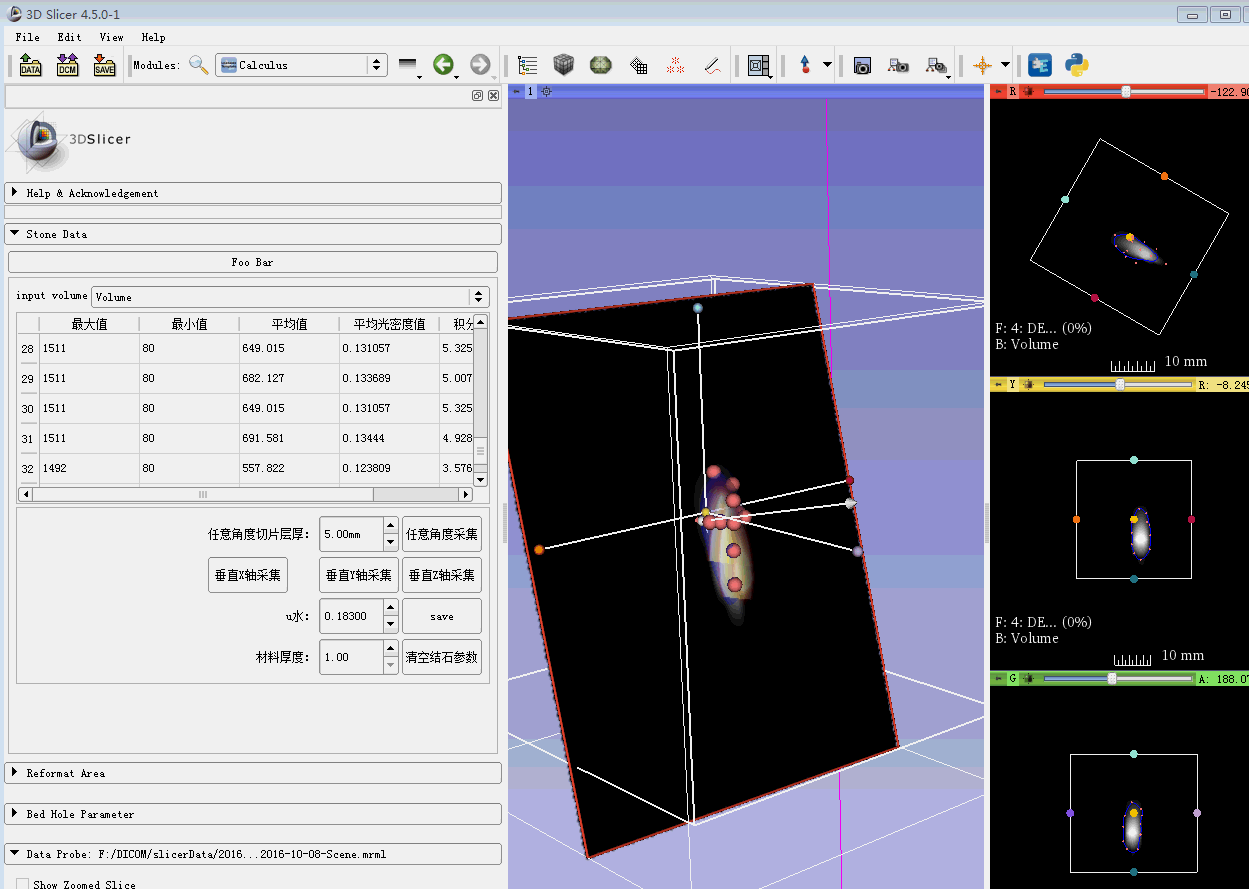 3D Slicer 4.5.0-1
File Edit View Help
DATA DCM SAVE Modules: Calculus
1
R -122.90
3DSlicer
Help & Acknowledgement
Stone Data
Foo Bar
input volume Volume
最大值 最小值 平均值 平均光密度值 积分
28 1511 80 649.015 0.131057 5.325
29 1511 80 682.127 0.133689 5.007
30 1511 80 649.015 0.131057 5.325
31 1511 80 691.581 0.13444 4.928
32 1492 80 557.822 0.123809 3.576
任意角度切片层厚: 5.00mm 任意角度采集
垂直X轴采集 垂直Y轴采集 垂直Z轴采集
u水: 0.18300 save
材料厚度: 1.00 清空结石参数
Reformat Area
Bed Hole Parameter
Data Probe: F:/DICOM/slicerData/2016...2016-10-08-Scene.mrml
Show Zoomed Slice
F: 4: DE... (0%)
B: Volume
10 mm
Y R: -8.245
F: 4: DE... (0%)
B: Volume
10 mm
G A: 188.07